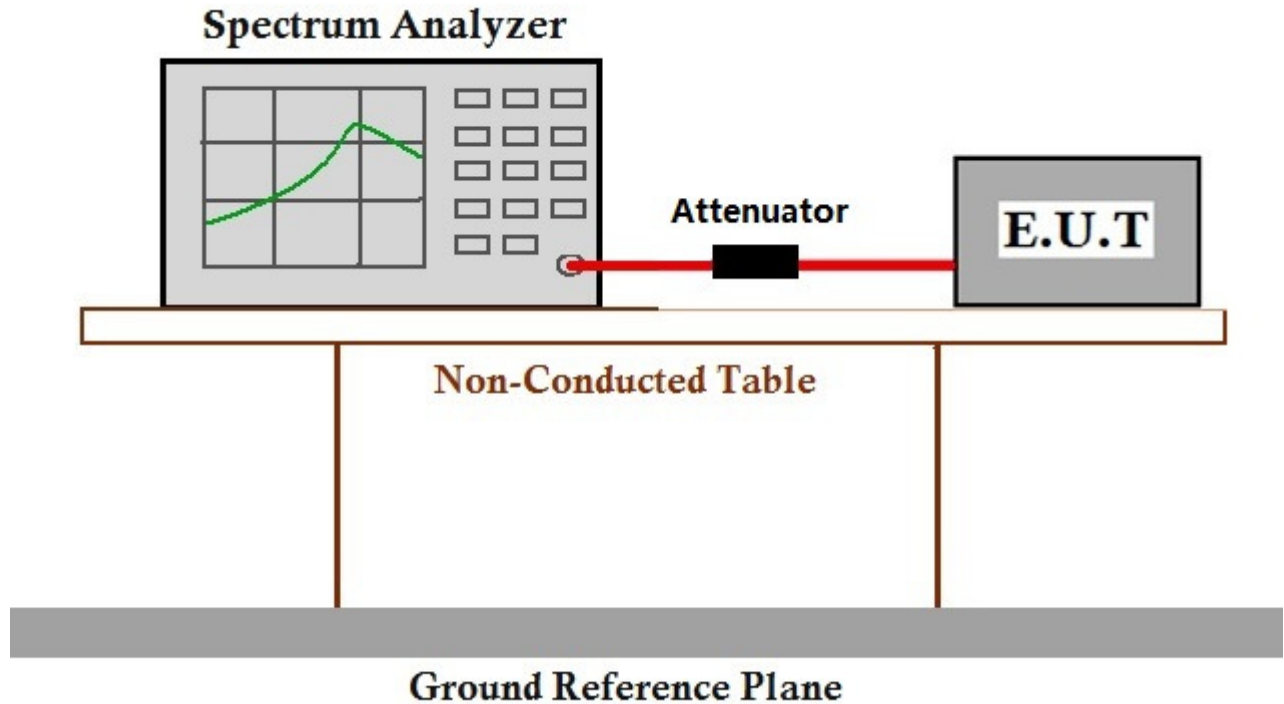 Spectrum Analyzer
Attenuator
E.U.T
Non-Conducted Table
Ground Reference Plane